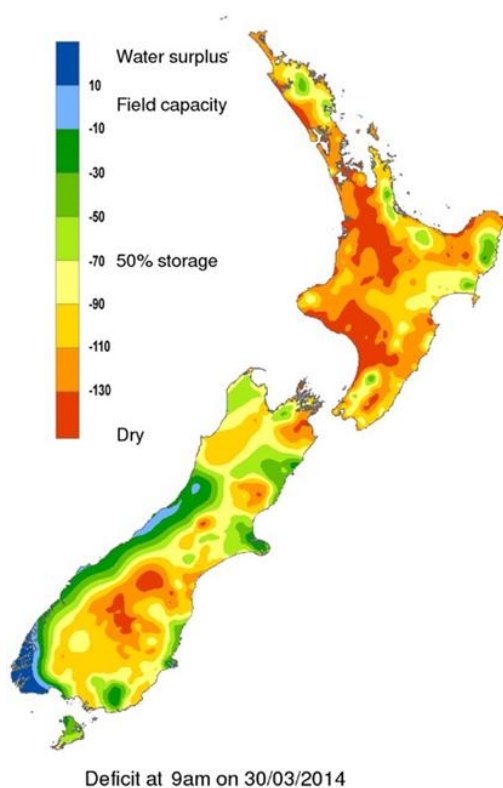 Water surplus
10
Field capacity
-10
-30
-50
-70
50% storage
-90
-110
-130
Dry
Deficit at 9am on 30/03/2014